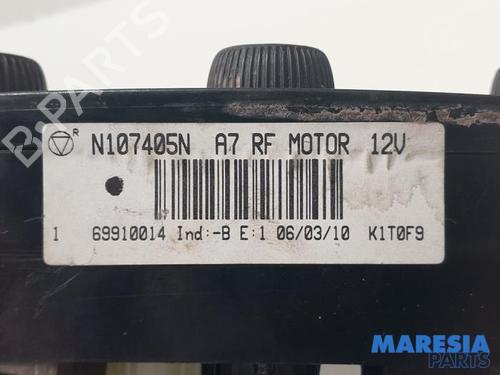 R N107405N A7 RF MOTOR 12V
1 69910014 Ind:-B E:1 06/03/10 K1T0F9
B-PARTS
MARESIA
PARTS